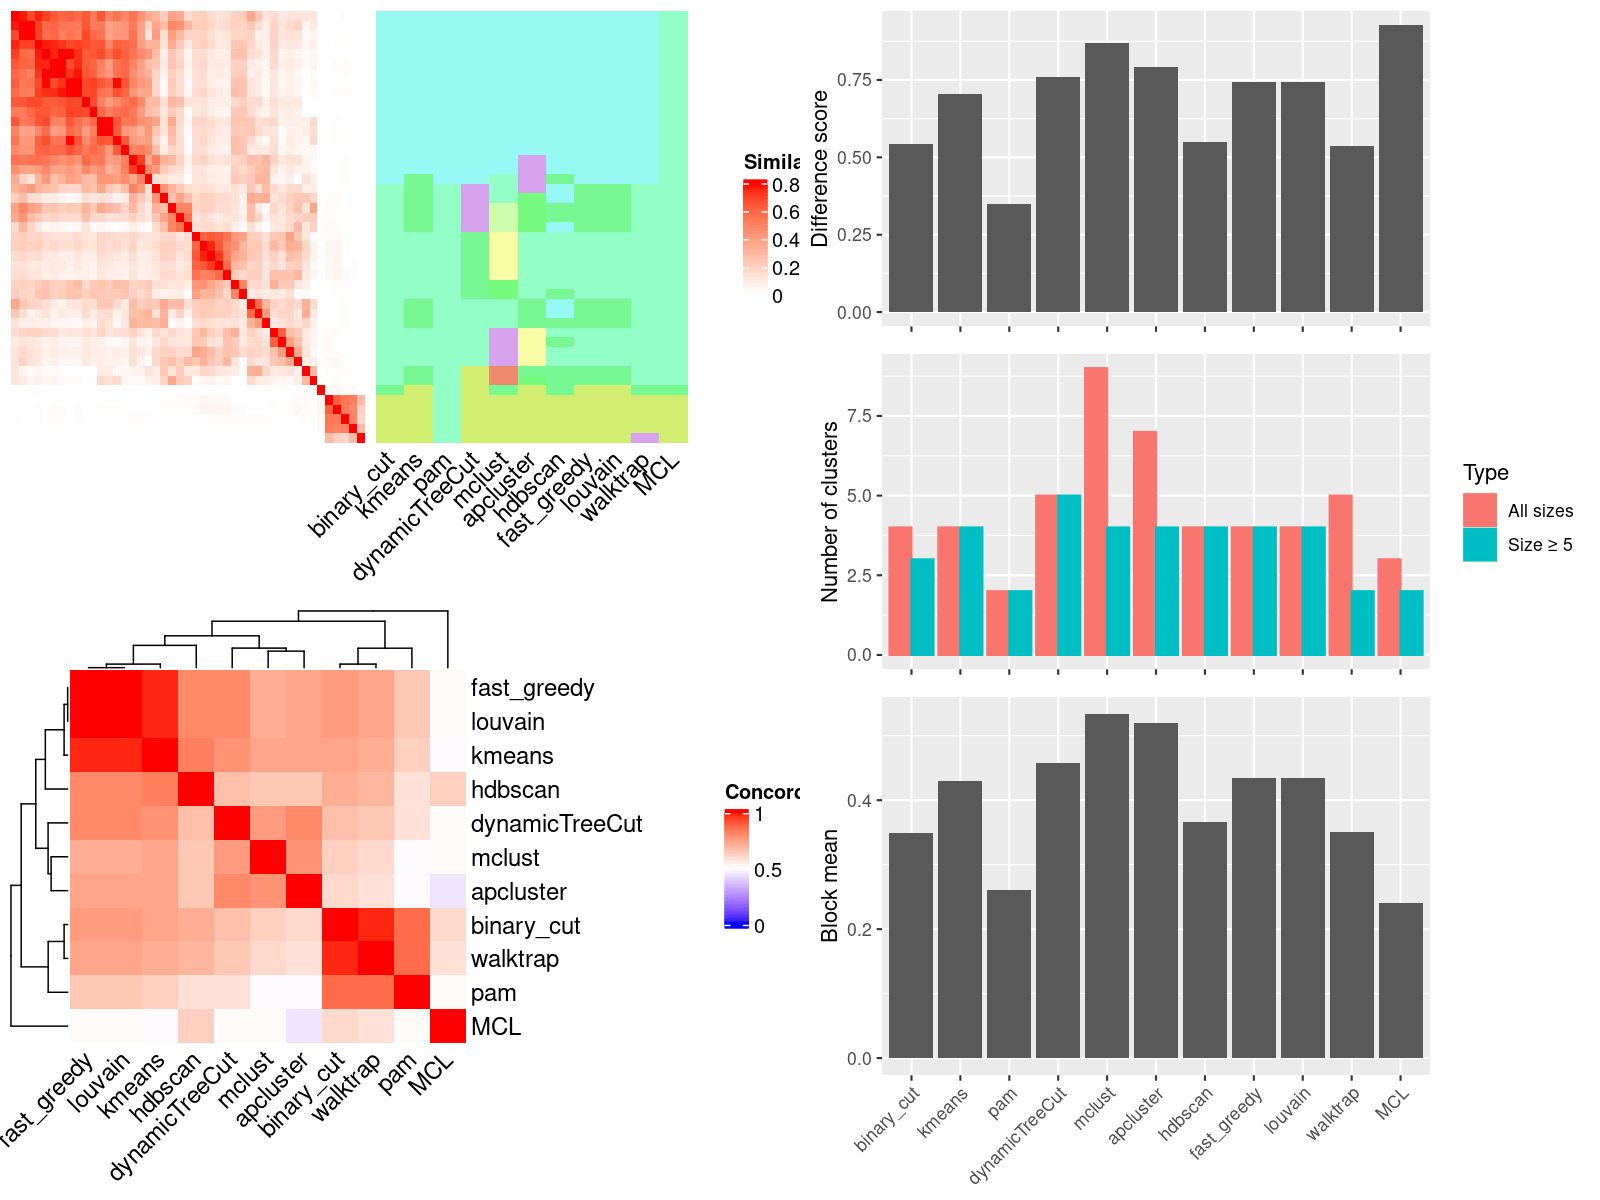 Simila
0.8
0.6
0.4
0.2
0
binary_cut
kmeans
pam
dynamicTreeCut
mclust
apcluster
hdbscan
fast_greedy
louvain
walktrap
MCL
Difference score
0.75
0.50
0.25
0.00
Number of clusters
7.5
5.0
2.5
0.0
Type
All sizes
Size ≥ 5
fast_greedy
louvain
kmeans
hdbscan
dynamicTreeCut
mclust
apcluster
binary_cut
walktrap
pam
MCL
fast_greedy
louvain
kmeans
hdbscan
dynamicTreeCut
mclust
apcluster
binary_cut
walktrap
pam
MCL
Concord
1
0.5
0
Block mean
0.4
0.2
0.0
binary_cut
kmeans
pam
dynamicTreeCut
mclust
apcluster
hdbscan
fast_greedy
louvain
walktrap
MCL